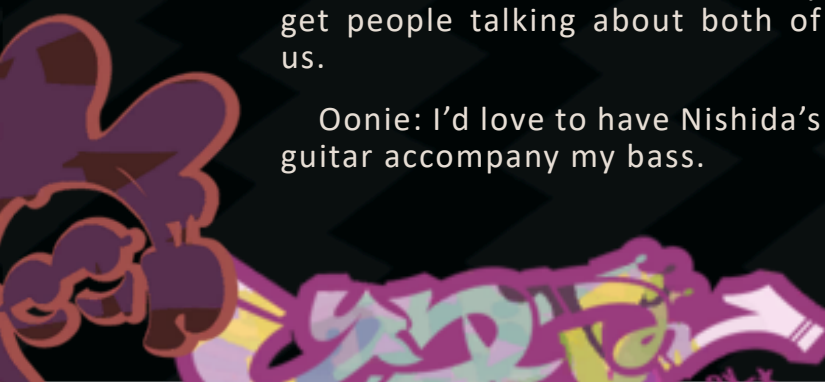 get people talking about both of
us.
Oonie: I’d love to have Nishida’s
guitar accompany my bass.